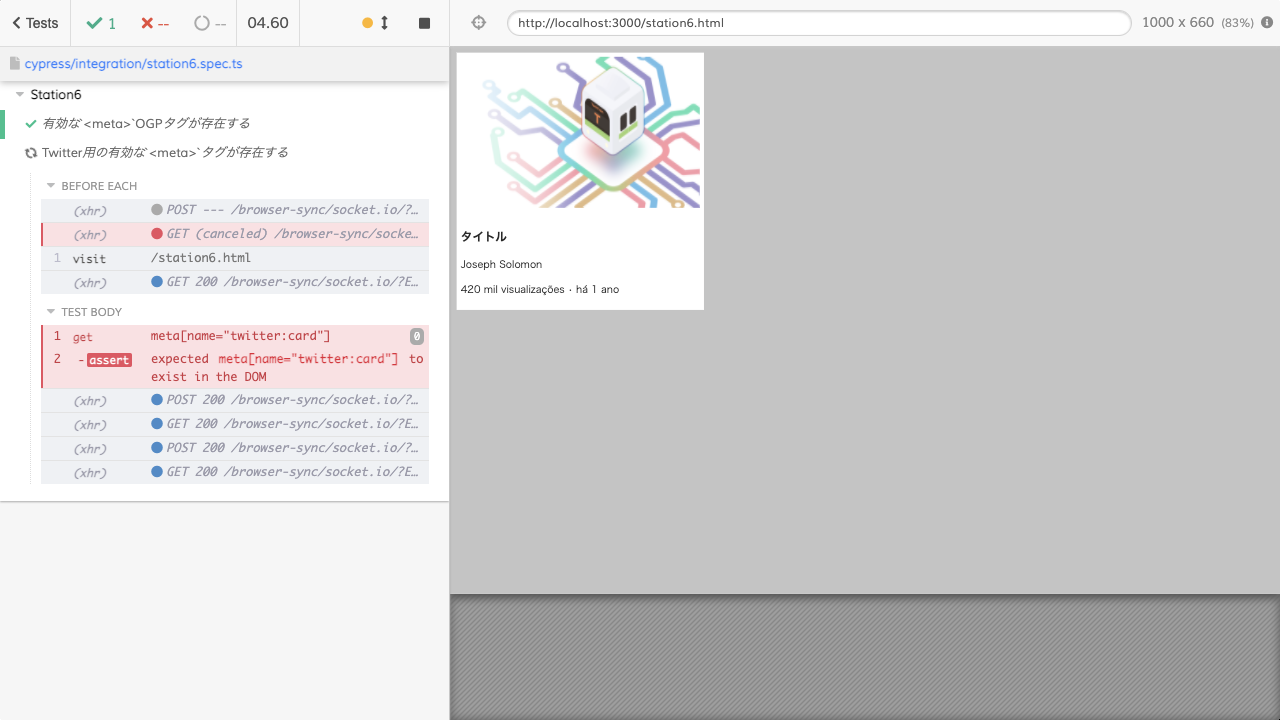 Tests
1
--
--
04.60
http://localhost:3000/station6.html
1000 x 660 (83%)
cypress/integration/station6.spec.ts
Station6
有効な`<meta>`OGPタグが存在する
Twitter用の有効な`<meta>`タグが存在する
BEFORE EACH
(xhr) POST --- /browser-sync/socket.io/?…
(xhr) GET (canceled) /browser-sync/socke…
1 visit /station6.html
(xhr) GET 200 /browser-sync/socket.io/?E…
TEST BODY
1 get meta[name="twitter:card"] 0
2 -assert expected meta[name="twitter:card"] to
exist in the DOM
(xhr) POST 200 /browser-sync/socket.io/?…
(xhr) GET 200 /browser-sync/socket.io/?E…
(xhr) POST 200 /browser-sync/socket.io/?…
(xhr) GET 200 /browser-sync/socket.io/?E…
T
タイトル
Joseph Solomon
420 mil visualizações・há 1 ano